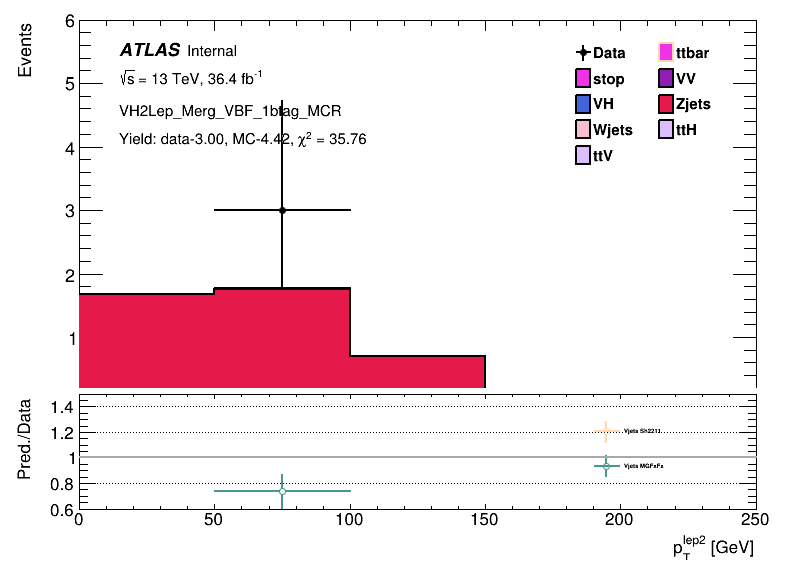 Events
6
5
4
3
2
1
ATLAS Internal
√s = 13 TeV, 36.4 fb⁻¹
VH2Lep_Merg_VBF_1btag_MCR
Yield: data-3.00, MC-4.42, χ² = 35.76
Data
ttbar
stop
VV
VH
Zjets
Wjets
ttH
ttV
Pred./Data
1.4
1.2
1
0.8
0.6
Vjets Sh2211
Vjets MGFxFx
0 50 100 150 200 250
p_T^lep2 [GeV]